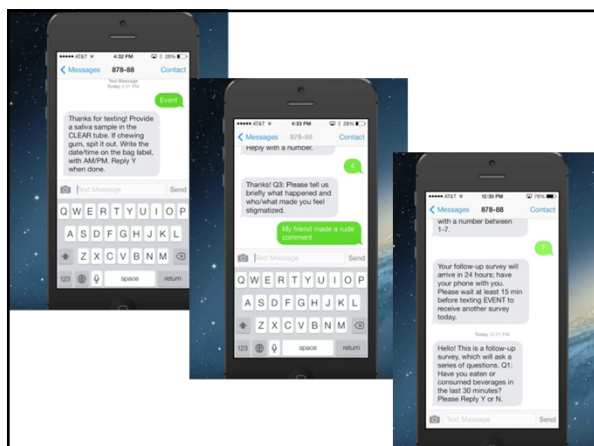 AT&T 4:32 PM 26%
Messages 878-88 Contact
Text Message
Today 4:31 PM
Event
Thanks for texting! Provide
a saliva sample in the
CLEAR tube. If chewing
gum, spit it out. Write the
date/time on the bag label,
with AM/PM. Reply Y
when done.
Text Message Send
Q W E R T Y U I O P
A S D F G H J K L
Z X C V B N M
123 space return
AT&T 4:33 PM 26%
Messages 878-88 Contact
Reply with a number.
4
Thanks! Q3: Please tell us
briefly what happened and
who/what made you feel
stigmatized.
My friend made a rude
comment
Text Message Send
Q W E R T Y U I O P
A S D F G H J K L
Z X C V B N M
123 space return
AT&T 12:30 PM 78%
Messages 878-88 Contact
with a number between
1-7.
7
Your follow-up survey will
arrive in 24 hours; have
your phone with you.
Please wait at least 15 min
before texting EVENT to
receive another survey
today.
Hello! This is a follow-up
survey, which will ask a
series of questions. Q1:
Have you eaten or
consumed beverages in
the last 30 minutes?
Please Reply Y or N.
Text Message Send